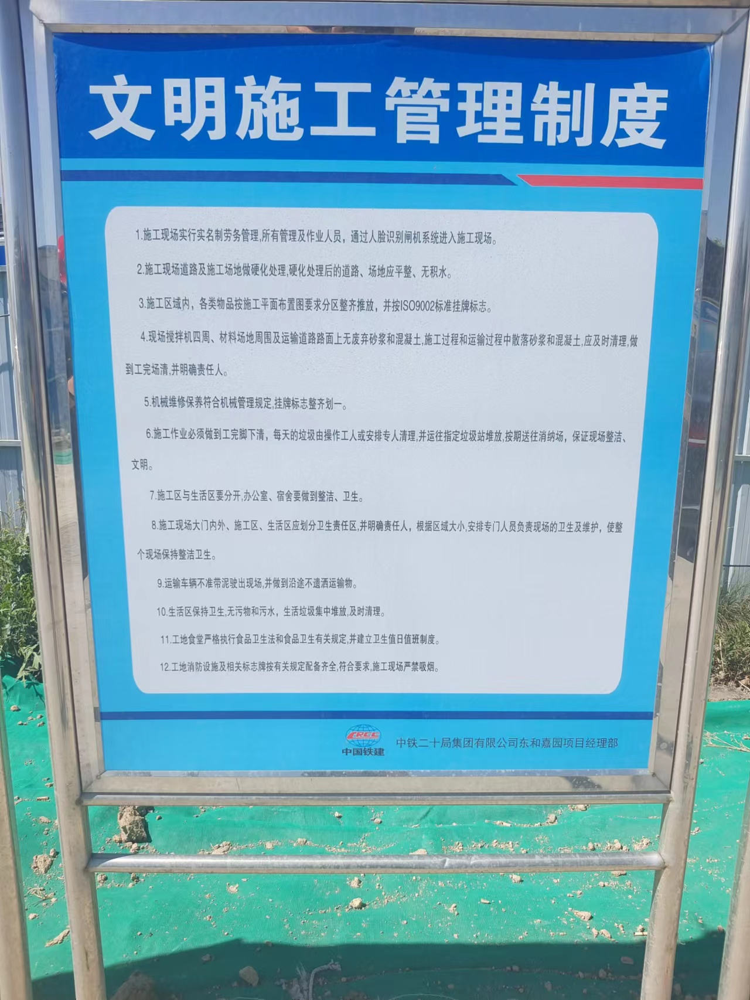 文明施工管理制度
1.施工现场实行实名制劳务管理,所有管理及作业人员，通过人脸识别闸机系统进入施工现场。
2.施工现场道路及施工场地做硬化处理,硬化处理后的道路、场地应平整、无积水。
3.施工区域内，各类物品按施工平面布置图要求分区整齐推放，并按ISO9002标准挂牌标志。
4.现场搅拌机四周、材料场地周围及运输道路路面上无废弃砂浆和混凝土,施工过程和运输过程中散落砂浆和混凝土,应及时清理,做
到工完场清,并明确责任人。
5.机械维修保养符合机械管理规定,挂牌标志整齐划一。
6.施工作业必须做到工完脚下清，每天的垃圾由操作工人或安排专人清理,并运往指定垃圾站堆放,按期送往消纳场，保证现场整洁、
文明。
7.施工区与生活区要分开,办公室、宿舍要做到整洁、卫生。
8.施工现场大门内外、施工区、生活区应划分卫生责任区,并明确责任人，根据区域大小,安排专门人员负责现场的卫生及维护，使整
个现场保持整洁卫生。
9.运输车辆不准带泥驶出现场,并做到沿途不遗洒运输物。
10.生活区保持卫生,无污物和污水，生活垃圾集中堆放,及时清理。
11.工地食堂严格执行食品卫生法和食品卫生有关规定,并建立卫生值日值班制度。
12.工地消防设施及相关标志牌按有关规定配备齐全,符合要求,施工现场严禁吸烟。
CRCC
中国铁建 中铁二十局集团有限公司东和嘉园项目经理部